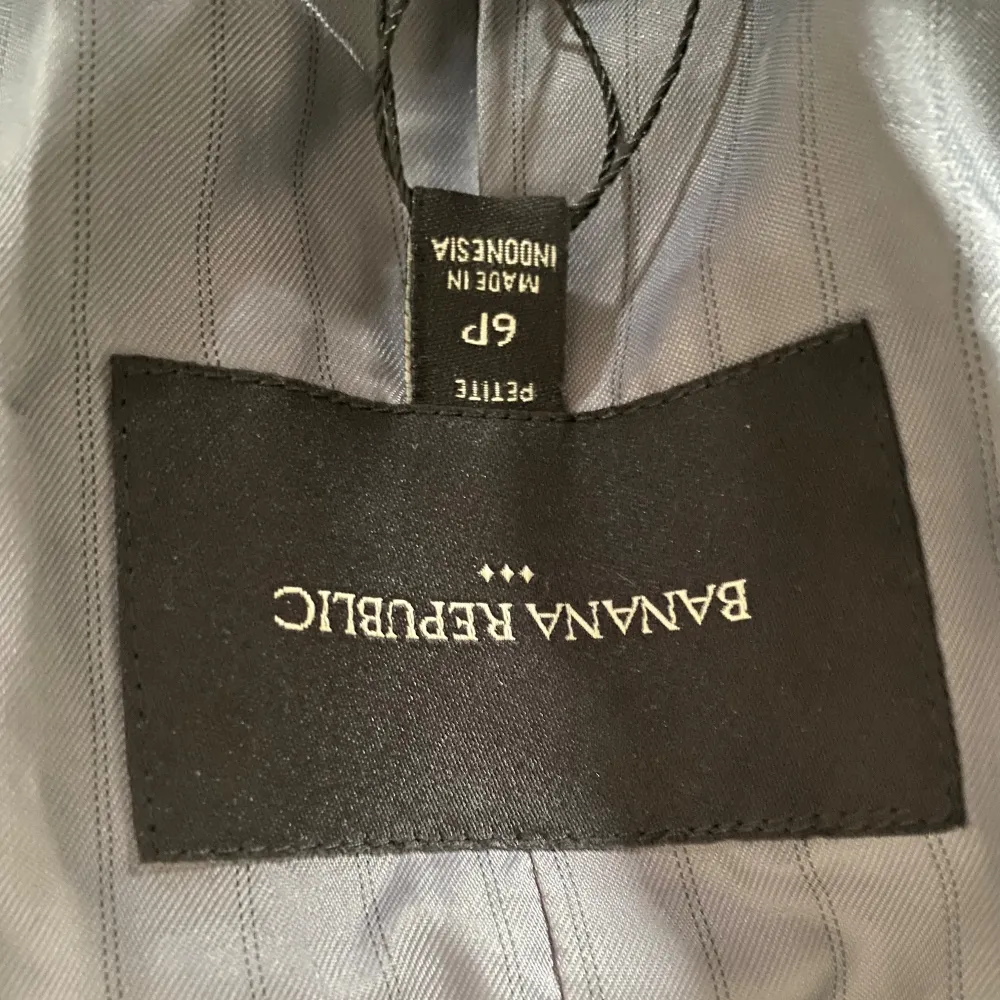 BANANA REPUBLIC
PETITE
6P
MADE IN
INDONESIA